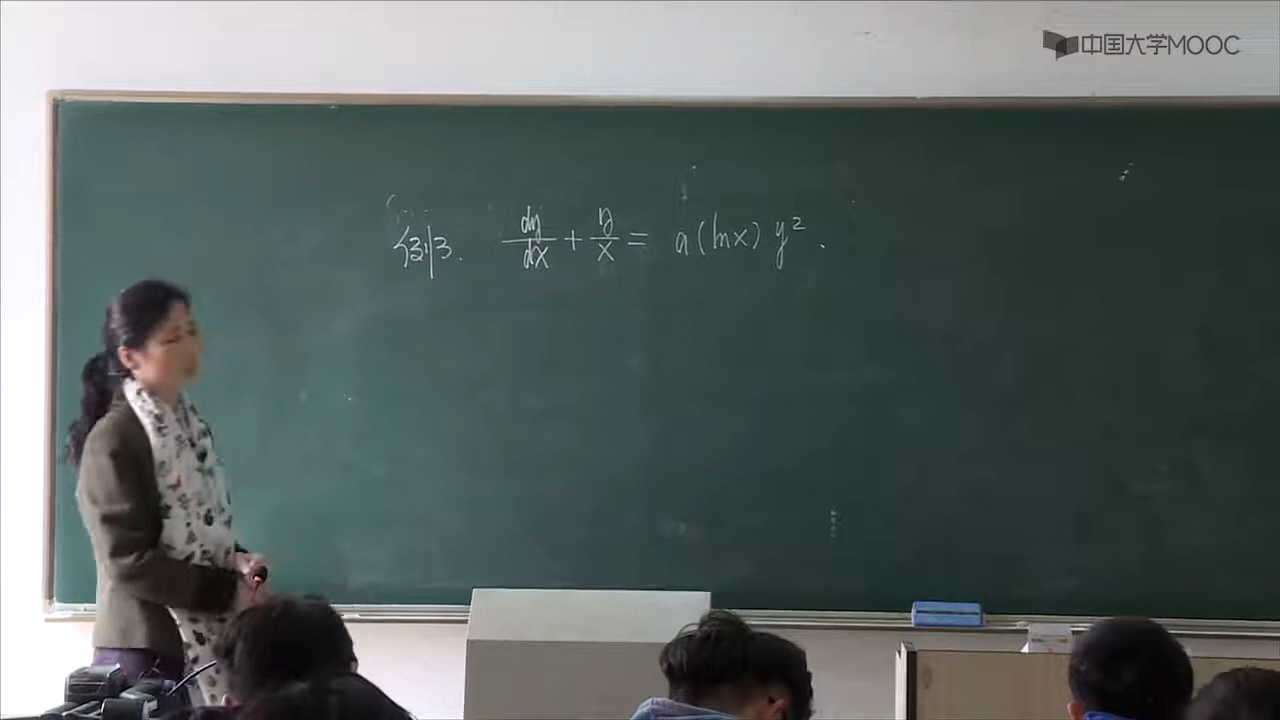 中国大学MOOC
例3. dy/dx + y/x = a(lnx) y².